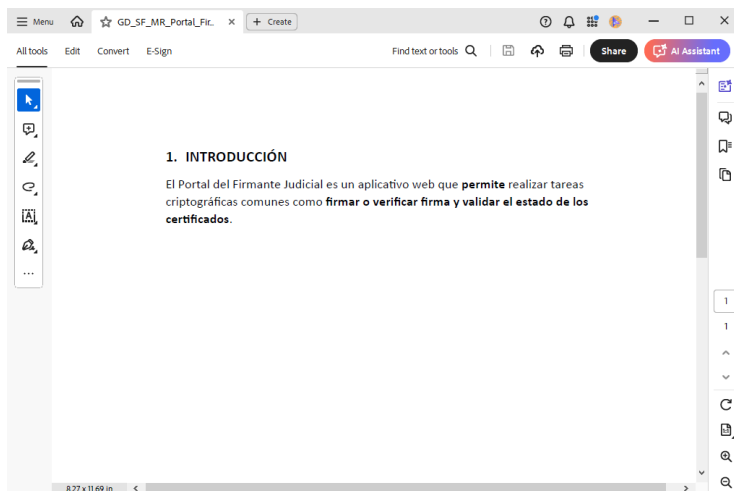 Menu
GD_SF_MR_Portal_Fir..
Create
All tools
Edit
Convert
E-Sign
Find text or tools
Share
AI Assistant
1. INTRODUCCIÓN
El Portal del Firmante Judicial es un aplicativo web que permite realizar tareas
criptográficas comunes como firmar o verificar firma y validar el estado de los
certificados.
1
1
8.27 x 11.69 in